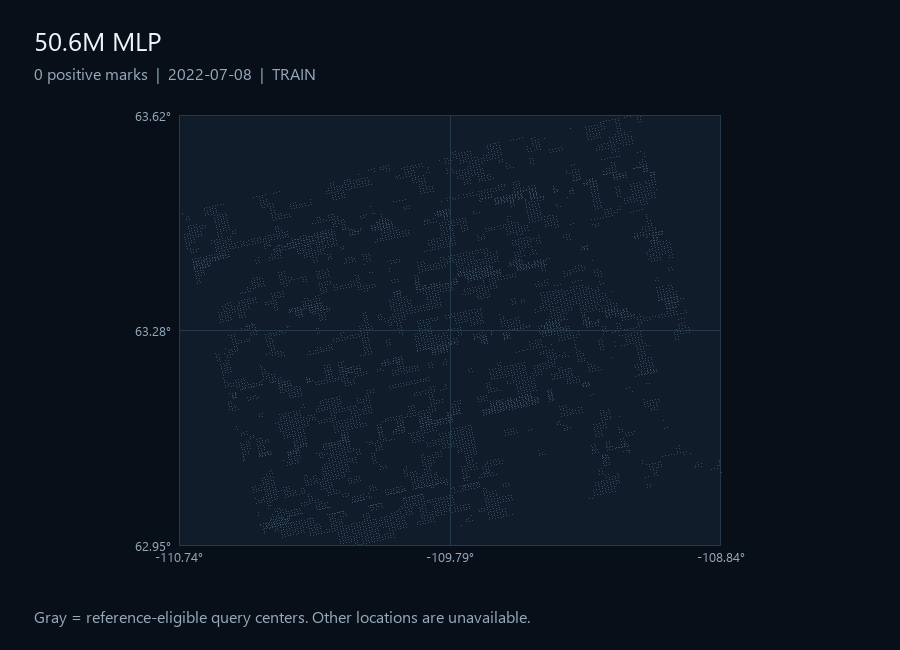 50.6M MLP
0 positive marks | 2022-07-08 | TRAIN
63.62°
63.28°
62.95°
-110.74°
-109.79°
-108.84°
Gray = reference-eligible query centers. Other locations are unavailable.